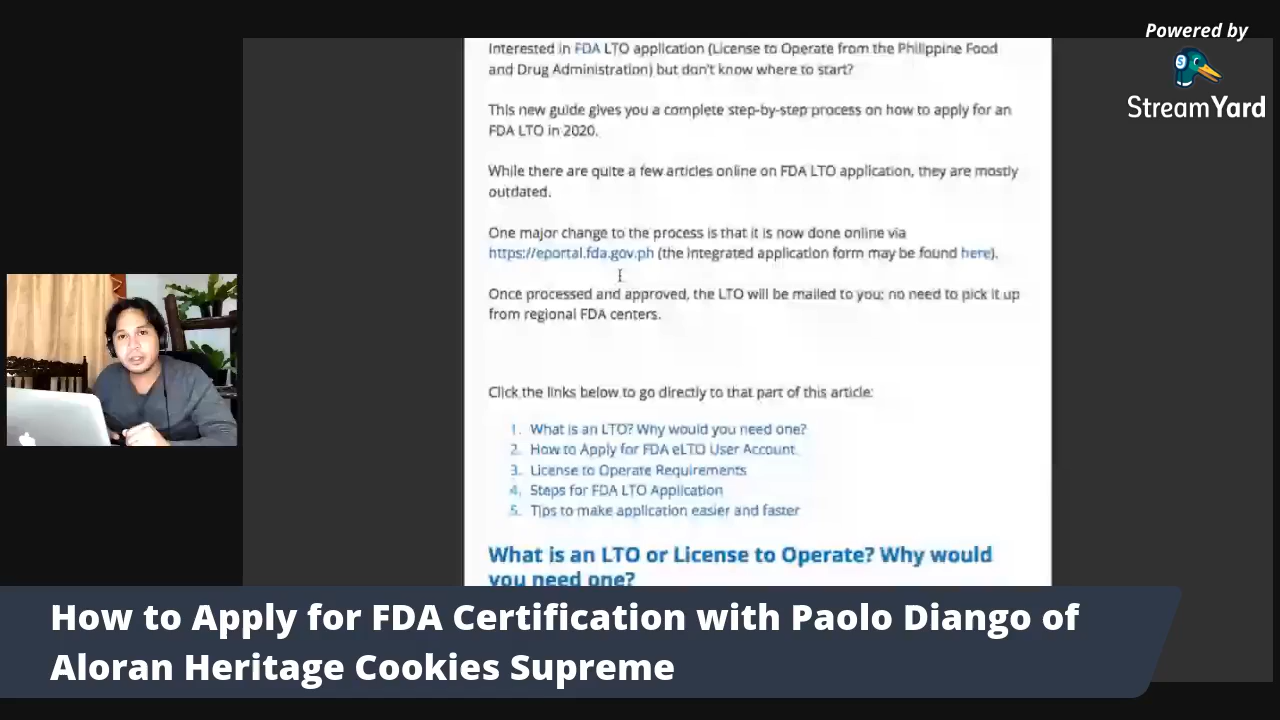 Powered by
StreamYard
Interested in FDA LTO application (License to Operate from the Philippine Food
and Drug Administration) but don't know where to start?
This new guide gives you a complete step-by-step process on how to apply for an
FDA LTO in 2020.
While there are quite a few articles online on FDA LTO application, they are mostly
outdated.
One major change to the process is that it is now done online via
https://eportal.fda.gov.ph (the integrated application form may be found here).
Once processed and approved, the LTO will be mailed to you; no need to pick it up
from regional FDA centers.
Click the links below to go directly to that part of this article:
1. What is an LTO? Why would you need one?
2. How to Apply for FDA eLTO User Account
3. License to Operate Requirements
4. Steps for FDA LTO Application
5. Tips to make application easier and faster
What is an LTO or License to Operate? Why would
you need one?
How to Apply for FDA Certification with Paolo Diango of
Aloran Heritage Cookies Supreme